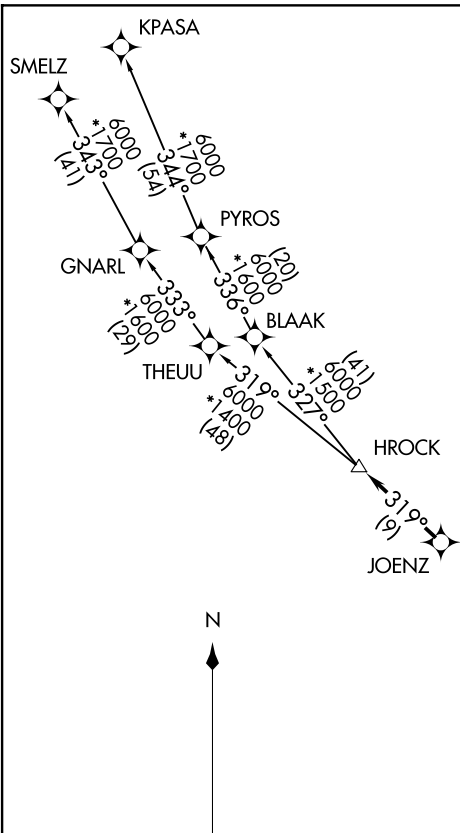 KPASA
SMELZ
6000
*1700
343°
(41)
6000
*1700
344°
(54)
PYROS
GNARL
(20)
6000
*1600
336°
333°
6000
*1600
(29)
BLAAK
THEUU
(41)
6000
*1500
327°
319°
6000
*1400
(48)
HROCK
319°
(9)
JOENZ
N